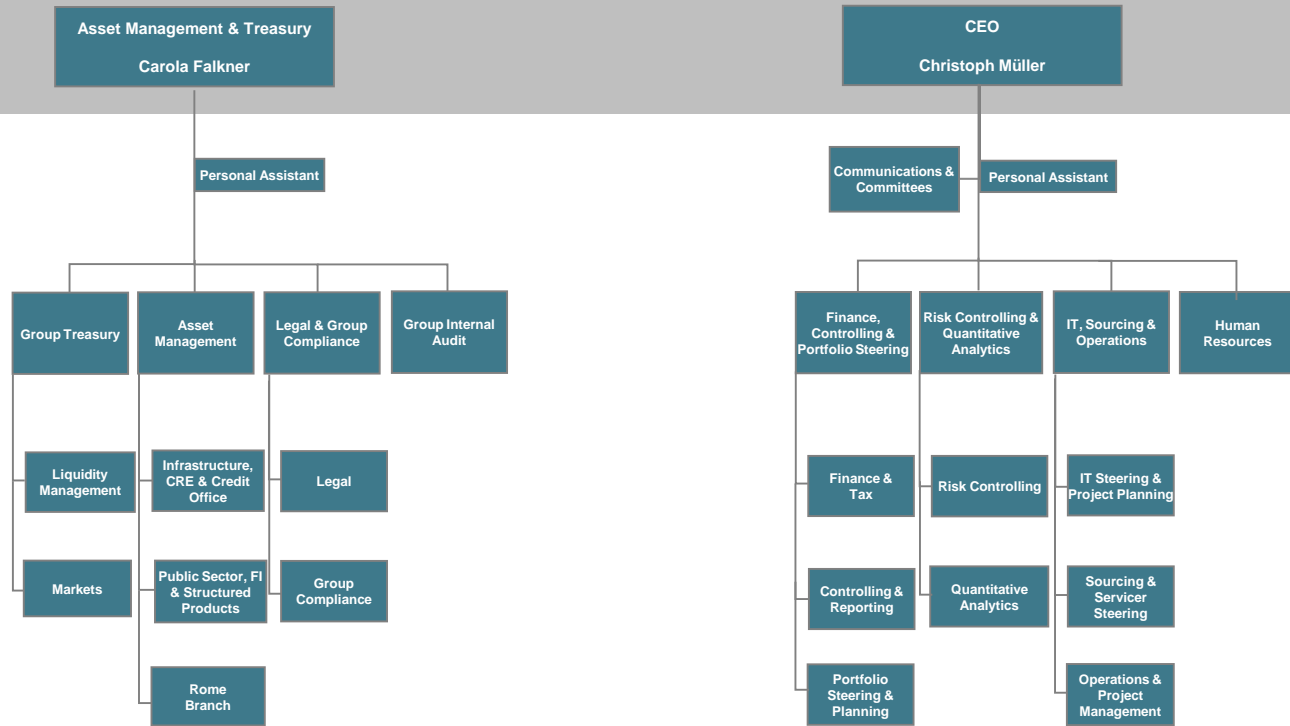 Asset Management & Treasury
Carola Falkner
CEO
Christoph Müller
Personal Assistant
Communications &
Committees
Personal Assistant
Group Treasury
Asset
Management
Legal & Group
Compliance
Group Internal
Audit
Finance,
Controlling &
Portfolio Steering
Risk Controlling &
Quantitative
Analytics
IT, Sourcing &
Operations
Human
Resources
Liquidity
Management
Infrastructure,
CRE & Credit
Office
Legal
Finance &
Tax
Risk Controlling
IT Steering &
Project Planning
Markets
Public Sector, FI
& Structured
Products
Group
Compliance
Controlling &
Reporting
Quantitative
Analytics
Sourcing &
Servicer
Steering
Rome
Branch
Portfolio
Steering &
Planning
Operations &
Project
Management